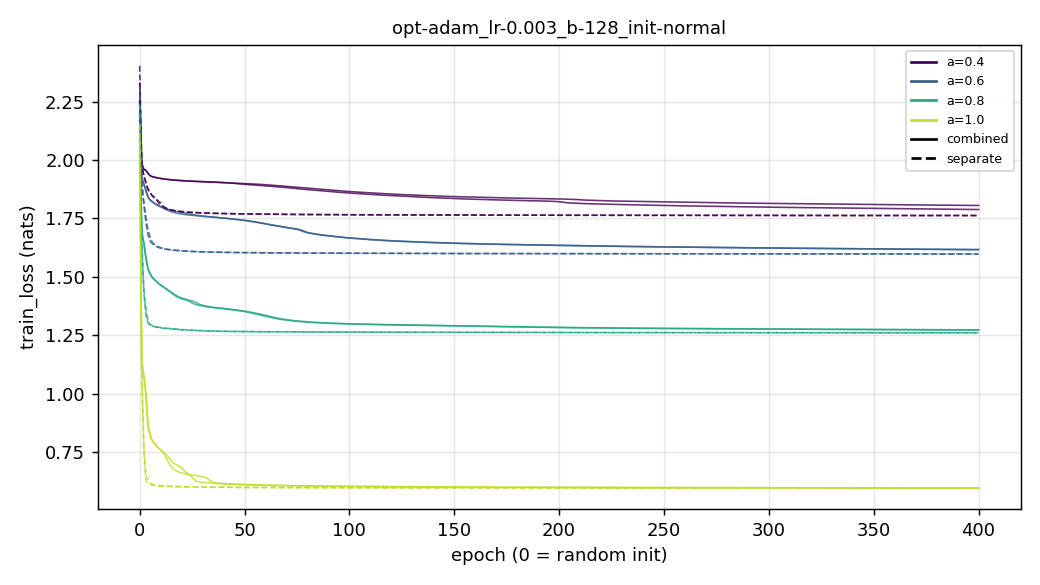 opt-adam_lr-0.003_b-128_init-normal
train_loss (nats)
2.25
2.00
1.75
1.50
1.25
1.00
0.75
a=0.4
a=0.6
a=0.8
a=1.0
combined
separate
0 50 100 150 200 250 300 350 400
epoch (0 = random init)